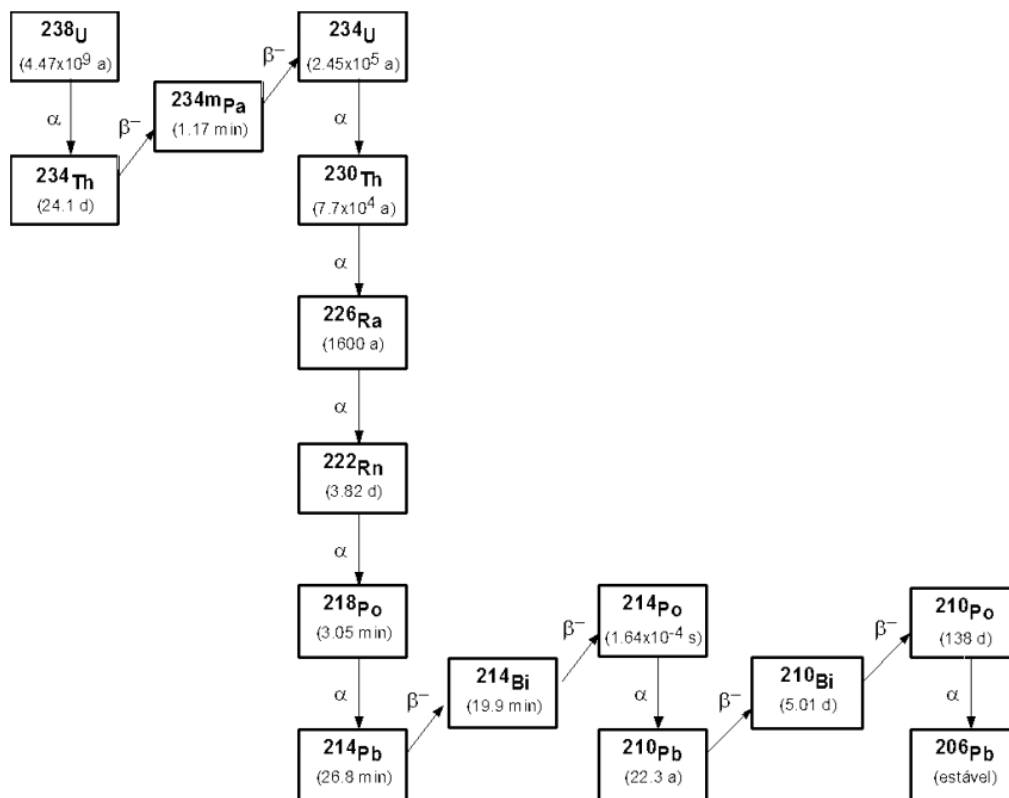 ²³⁸U
(4.47x10⁹ a)
α
²³⁴Th
(24.1 d)
β⁻
²³⁴ᵐPa
(1.17 min)
β⁻
²³⁴U
(2.45x10⁵ a)
α
²³⁰Th
(7.7x10⁴ a)
α
²²⁶Ra
(1600 a)
α
²²²Rn
(3.82 d)
α
²¹⁸Po
(3.05 min)
α
²¹⁴Pb
(26.8 min)
β⁻
²¹⁴Bi
(19.9 min)
β⁻
²¹⁴Po
(1.64x10⁻⁴ s)
α
²¹⁰Pb
(22.3 a)
β⁻
²¹⁰Bi
(5.01 d)
β⁻
²¹⁰Po
(138 d)
α
²⁰⁶Pb
(estável)